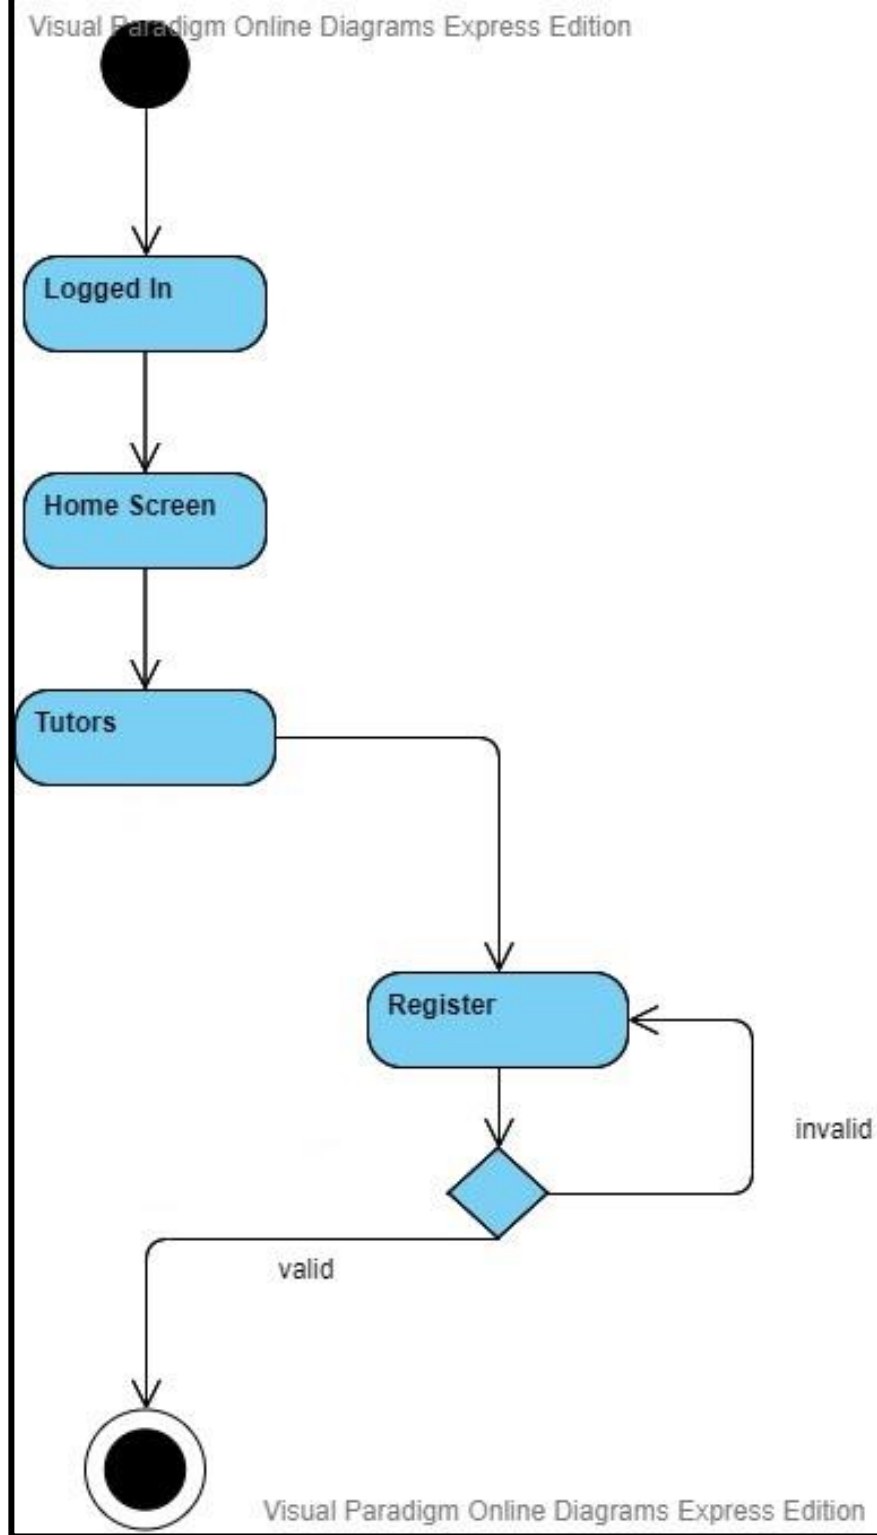 Visual Paradigm Online Diagrams Express Edition
Logged In
Home Screen
Tutors
Register
invalid
valid
Visual Paradigm Online Diagrams Express Edition